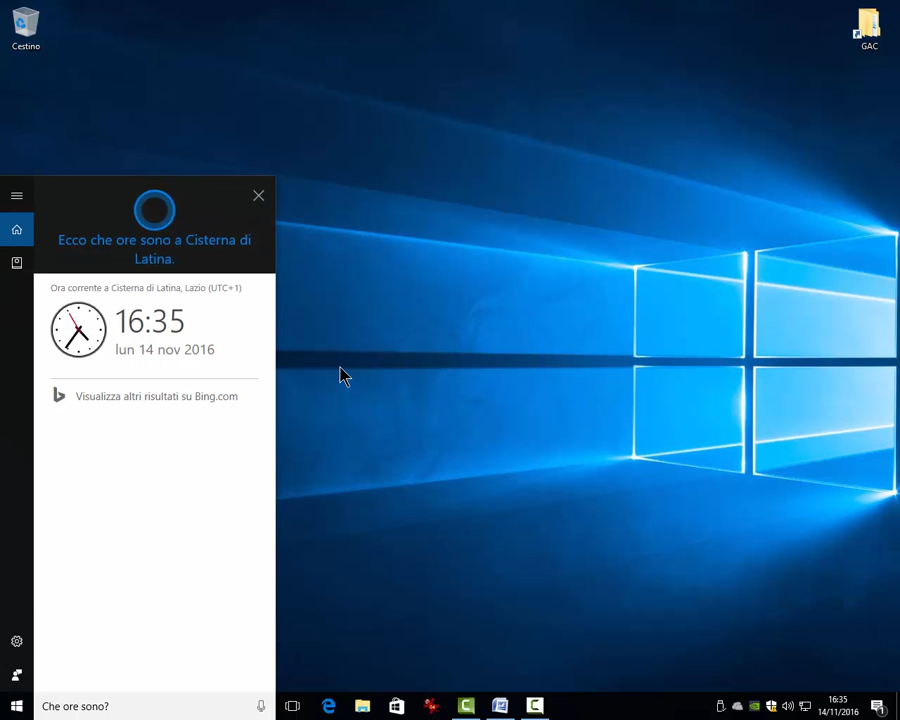 Cestino
GAC
Ecco che ore sono a Cisterna di
Latina.
Ora corrente a Cisterna di Latina, Lazio (UTC+1)
16:35
lun 14 nov 2016
Visualizza altri risultati su Bing.com
Che ore sono?
16:35
14/11/2016
1